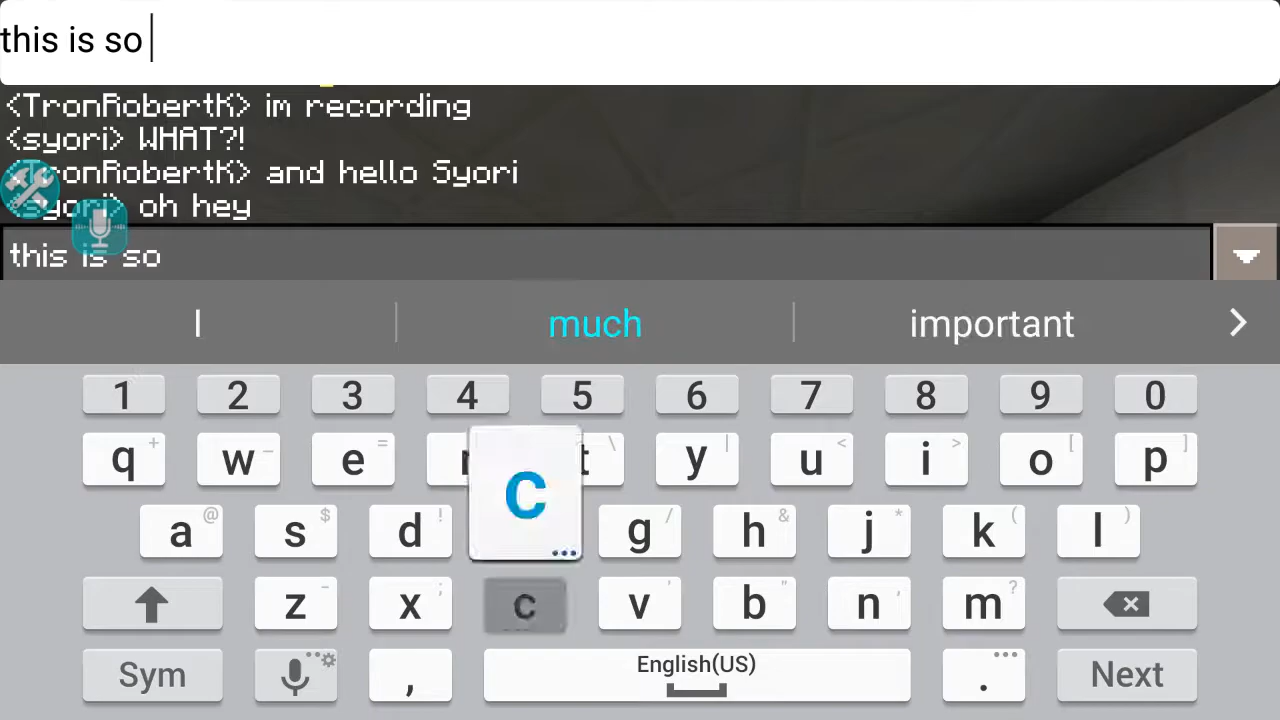 this is so
<TronRobertK> im recording
<syori> WHAT?!
<TronRobertK> and hello Syori
<syori> oh hey
this is so
I much important
1 2 3 4 5 6 7 8 9 0
q + w - e = r t \ y | u < i > o [ p ]
C
a @ s $ d ! g / h & j * k ( l )
z - x ; c v ' b " n , m ?
Sym , English(US) . Next